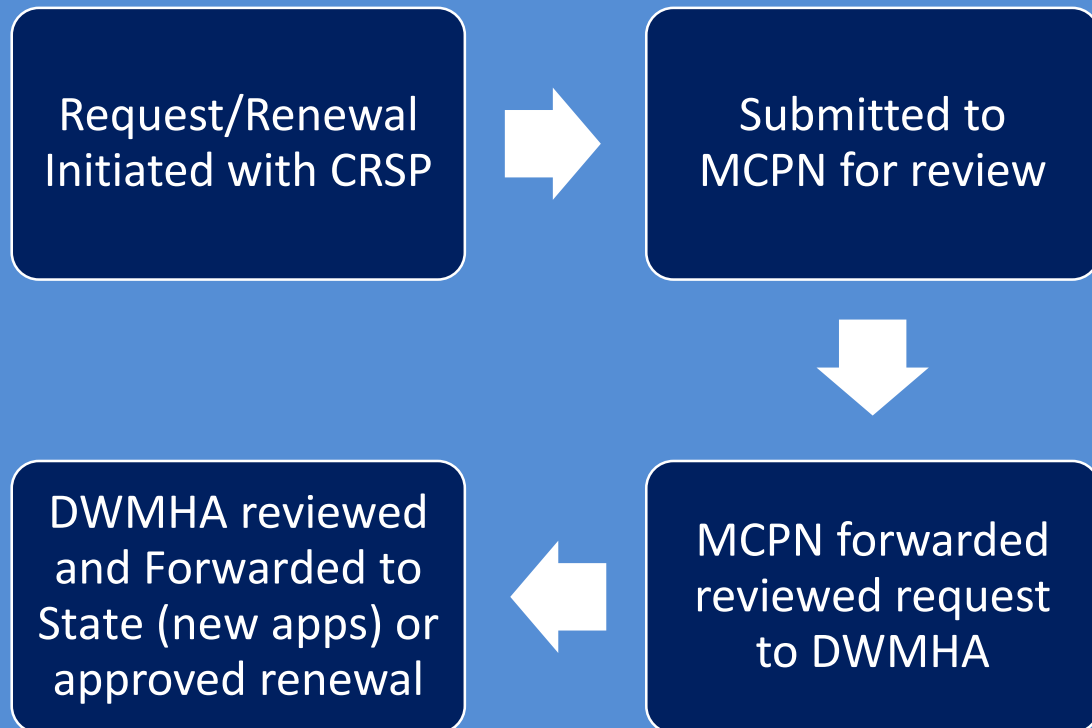 Request/Renewal
Initiated with CRSP
Submitted to
MCPN for review
MCPN forwarded
reviewed request
to DWMHA
DWMHA reviewed
and Forwarded to
State (new apps) or
approved renewal